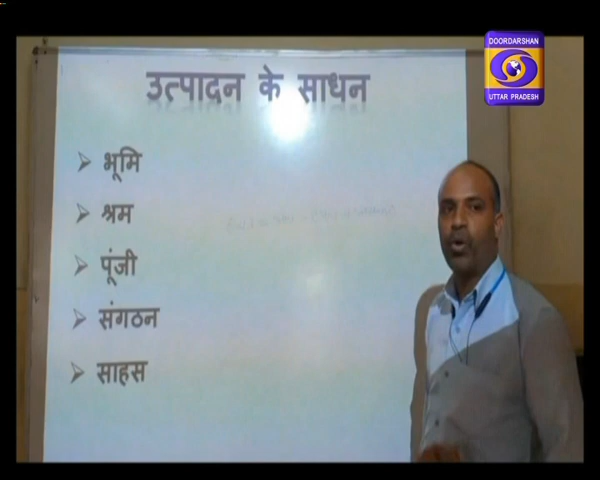 DOORDARSHAN
UTTAR PRADESH
उत्पादन के साधन
भूमि
श्रम
पूंजी
संगठन
साहस